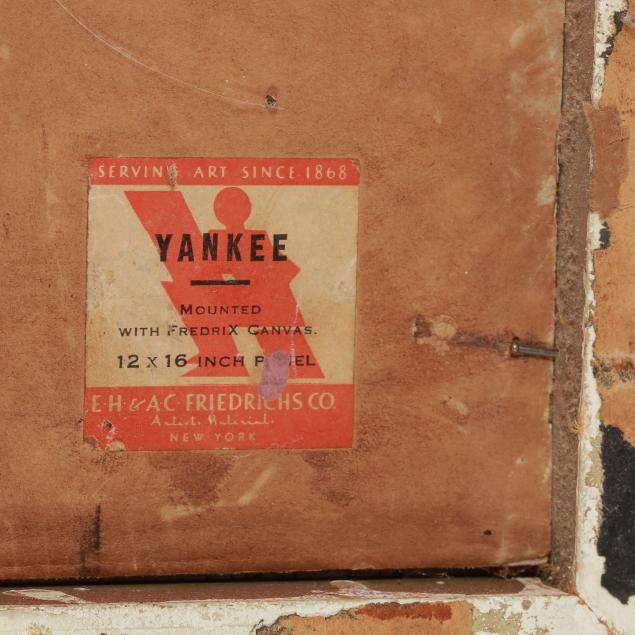 SERVING ART SINCE 1868
YANKEE
MOUNTED
WITH FREDRIX CANVAS.
12 X 16 INCH PANEL
E·H·& A·C· FRIEDRICHS CO.
Artists Material.
NEW YORK